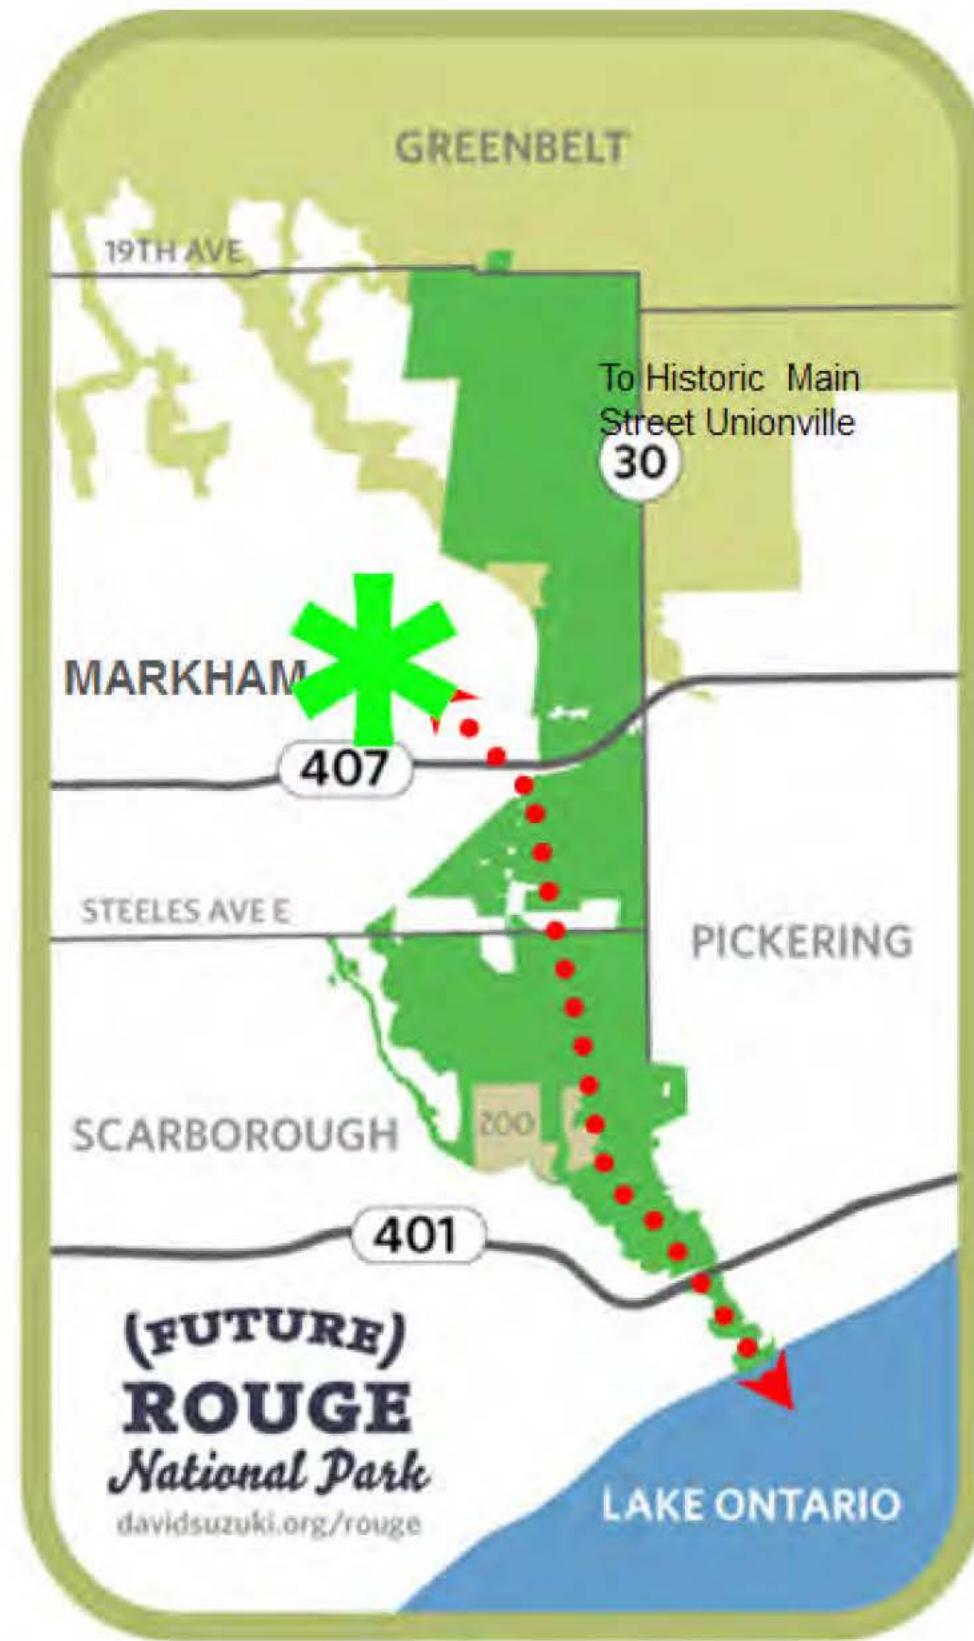 GREENBELT
19TH AVE
To Historic Main
Street Unionville
30
MARKHAM
407
STEELES AVE E
PICKERING
ZOO
SCARBOROUGH
401
(FUTURE)
ROUGE
National Park
davidsuzuki.org/rouge
LAKE ONTARIO